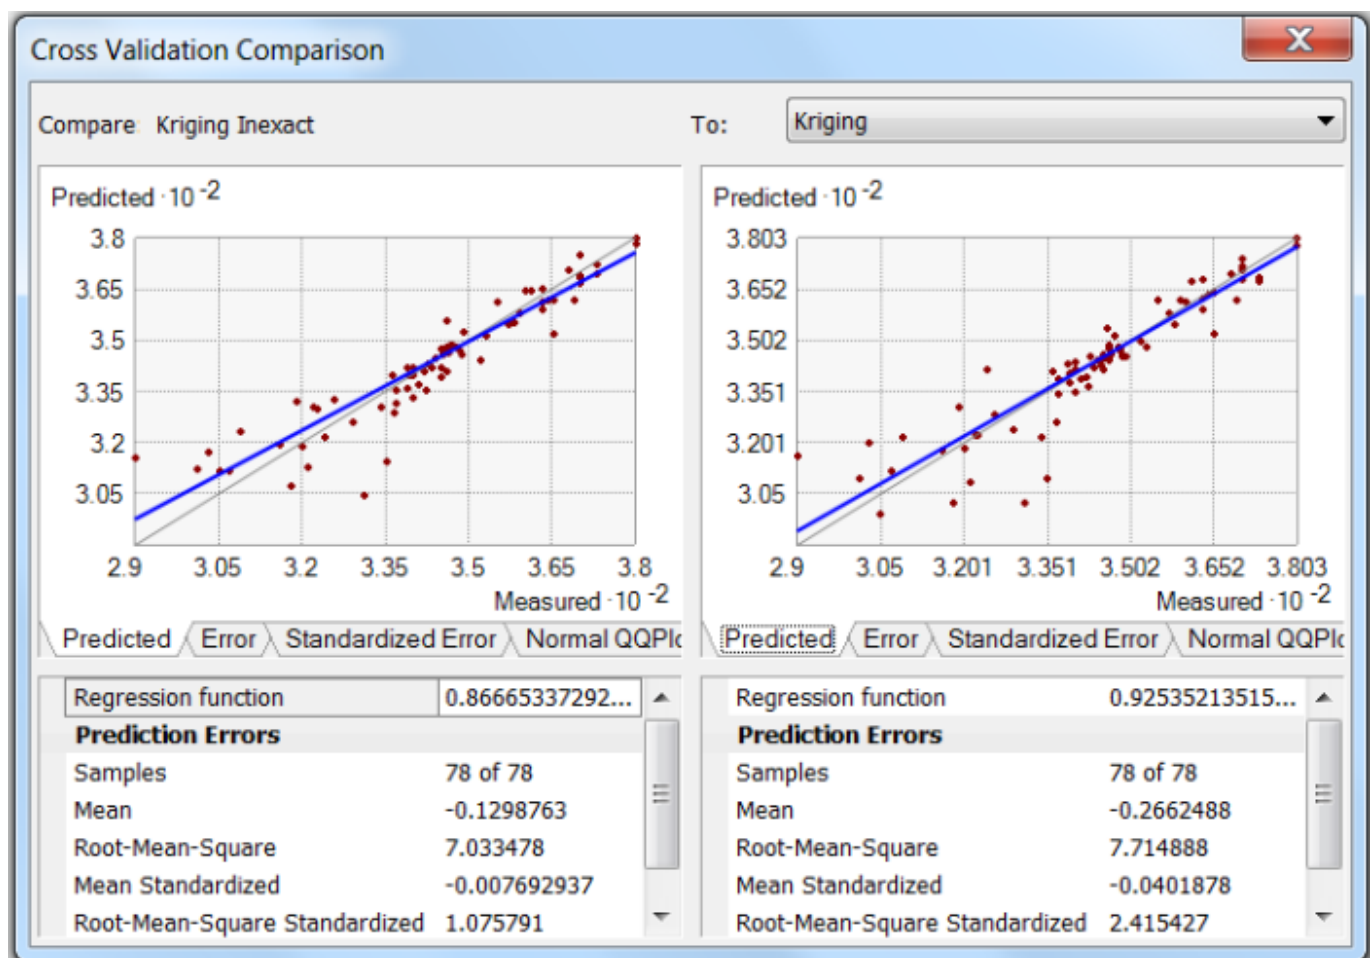 Cross Validation Comparison
X
Compare Kriging Inexact
To: Kriging
Predicted ·10 -2
3.8
3.65
3.5
3.35
3.2
3.05
2.9 3.05 3.2 3.35 3.5 3.65 3.8
Measured ·10 -2
Predicted Error Standardized Error Normal QQPlo
Predicted ·10 -2
3.803
3.652
3.502
3.351
3.201
3.05
2.9 3.05 3.201 3.351 3.502 3.652 3.803
Measured ·10 -2
Predicted Error Standardized Error Normal QQPlo
Regression function 0.86665337292...
Prediction Errors
Samples 78 of 78
Mean -0.1298763
Root-Mean-Square 7.033478
Mean Standardized -0.007692937
Root-Mean-Square Standardized 1.075791
Regression function 0.92535213515...
Prediction Errors
Samples 78 of 78
Mean -0.2662488
Root-Mean-Square 7.714888
Mean Standardized -0.0401878
Root-Mean-Square Standardized 2.415427